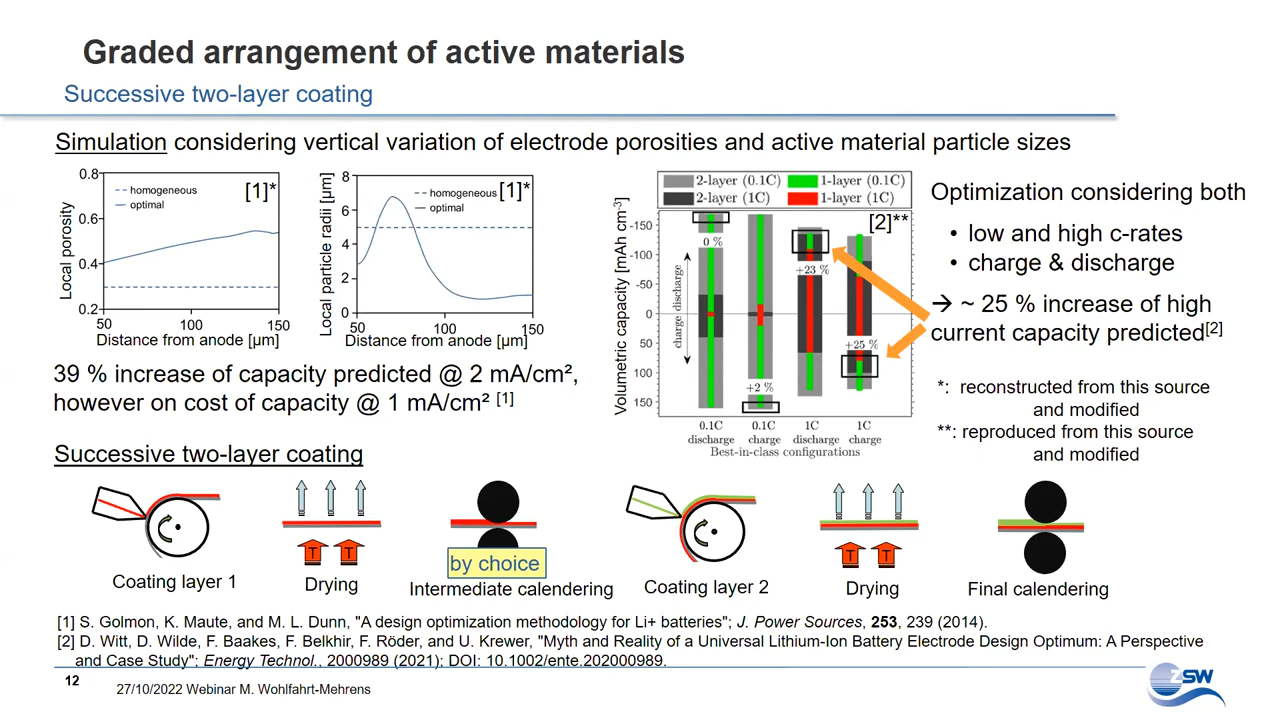 Graded arrangement of active materials
Successive two-layer coating
Simulation considering vertical variation of electrode porosities and active material particle sizes
0.8
0.6
0.4
0.2
Local porosity
homogeneous
optimal
[1]*
50
100
150
Distance from anode [µm]
8
6
4
2
0
Local particle radii [µm]
homogeneous
optimal
[1]*
50
100
150
Distance from anode [µm]
2-layer (0.1C)
1-layer (0.1C)
2-layer (1C)
1-layer (1C)
[2]**
Volumetric capacity [mAh cm-3]
-150
-100
-50
0
50
100
150
charge discharge
0 %
+2 %
+23 %
+25 %
0.1C
discharge
0.1C
charge
1C
discharge
1C
charge
Best-in-class configurations
Optimization considering both
• low and high c-rates
• charge & discharge
→ ~ 25 % increase of high
current capacity predicted[2]
*: reconstructed from this source
and modified
**: reproduced from this source
and modified
39 % increase of capacity predicted @ 2 mA/cm²,
however on cost of capacity @ 1 mA/cm² [1]
Successive two-layer coating
T T
by choice
T T
Coating layer 1
Drying
Intermediate calendering
Coating layer 2
Drying
Final calendering
[1] S. Golmon, K. Maute, and M. L. Dunn, "A design optimization methodology for Li+ batteries"; J. Power Sources, 253, 239 (2014).
[2] D. Witt, D. Wilde, F. Baakes, F. Belkhir, F. Röder, and U. Krewer, "Myth and Reality of a Universal Lithium-Ion Battery Electrode Design Optimum: A Perspective
and Case Study"; Energy Technol., 2000989 (2021); DOI: 10.1002/ente.202000989.
12
27/10/2022 Webinar M. Wohlfahrt-Mehrens
ZSW